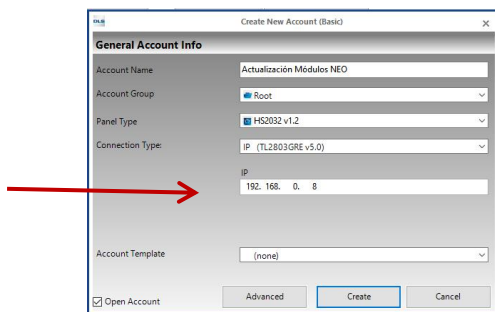 DLS
Create New Account (Basic)
General Account Info
Account Name
Actualización Módulos NEO
Account Group
Root
Panel Type
HS2032 v1.2
Connection Type:
IP (TL2803GRE v5.0)
IP
192. 168. 0. 8
Account Template
(none)
Open Account
Advanced
Create
Cancel